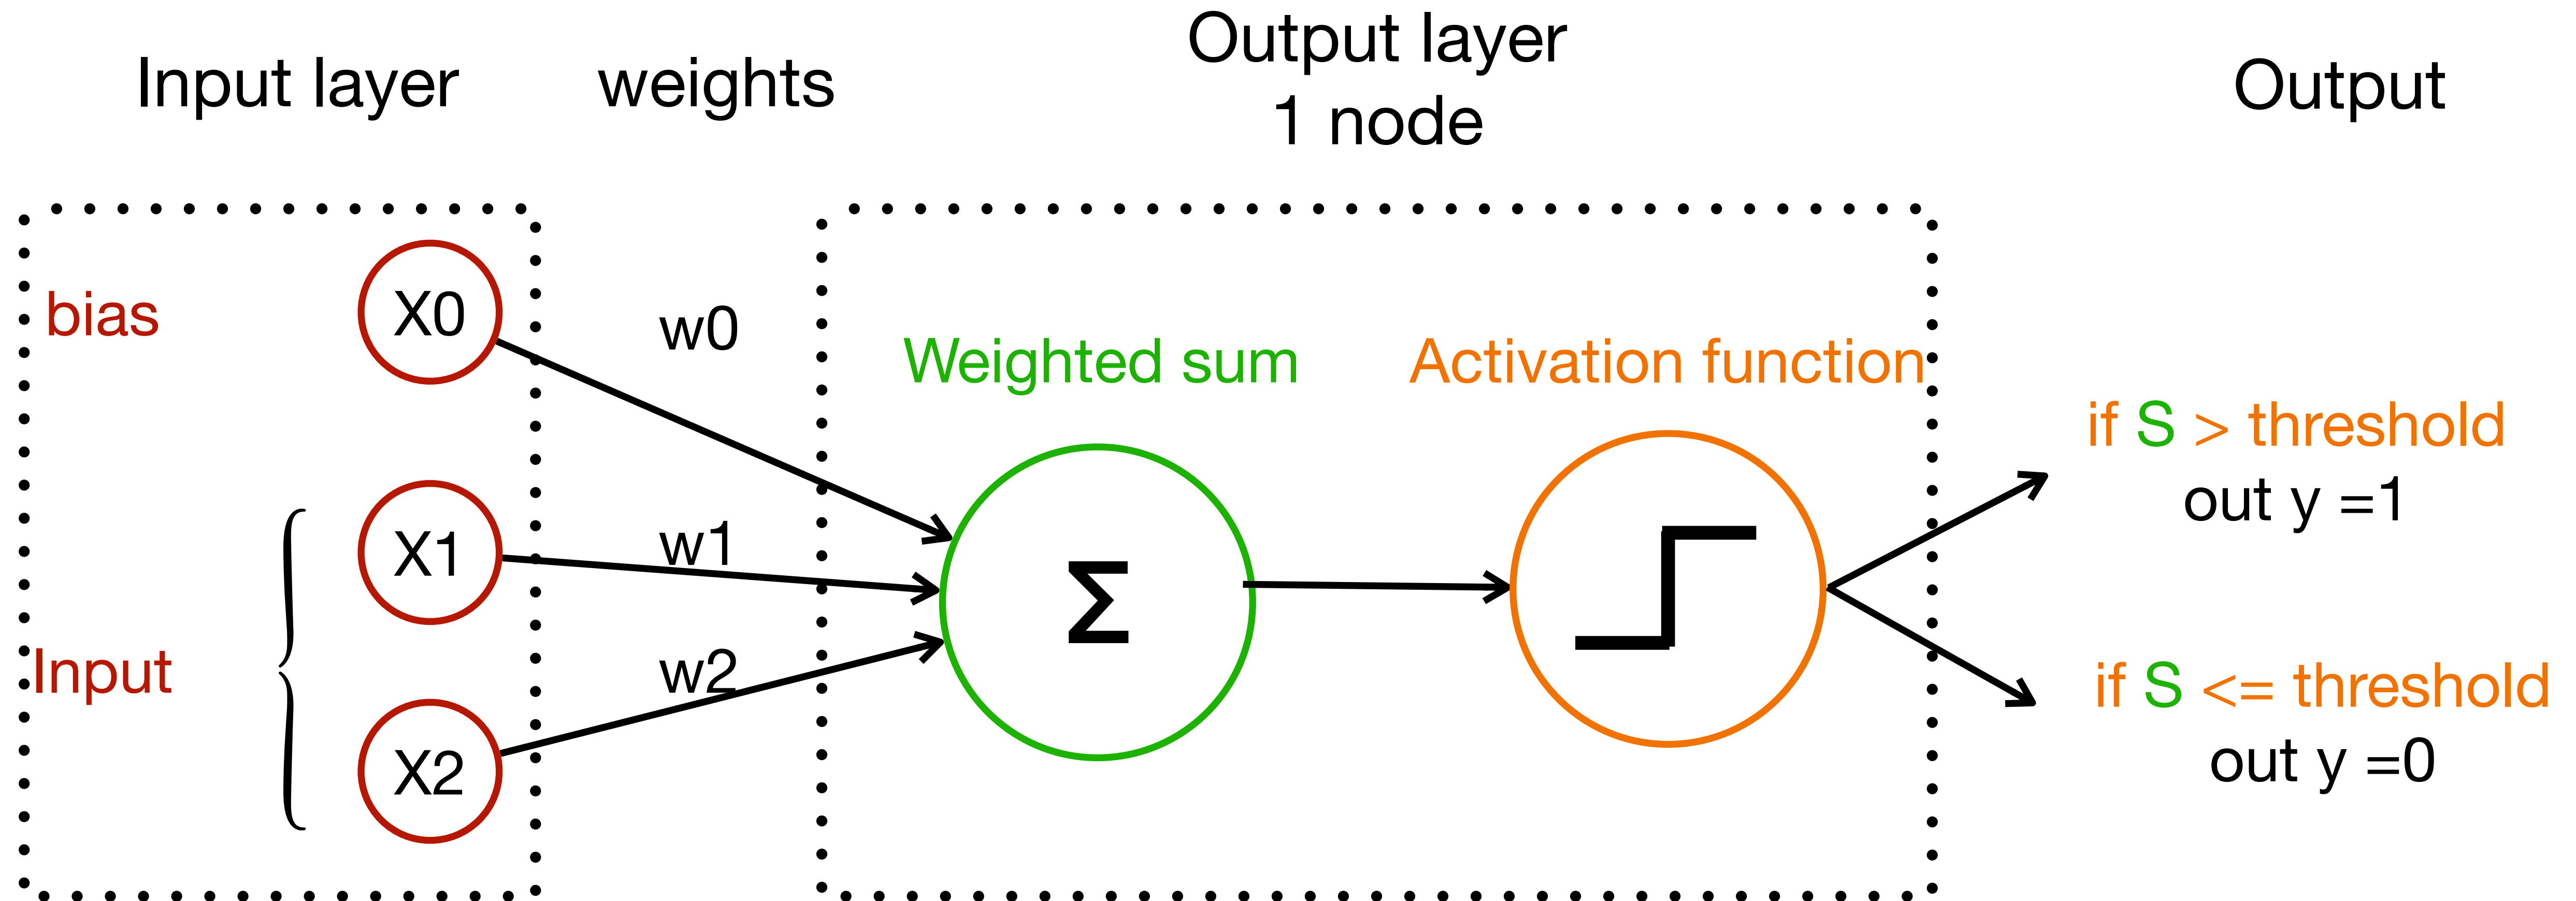 Input layer
weights
Output layer
1 node
Output
bias
X0
w0
Weighted sum
Activation function
if S > threshold
out y =1
X1
w1
Σ
Input
w2
X2
if S <= threshold
out y =0